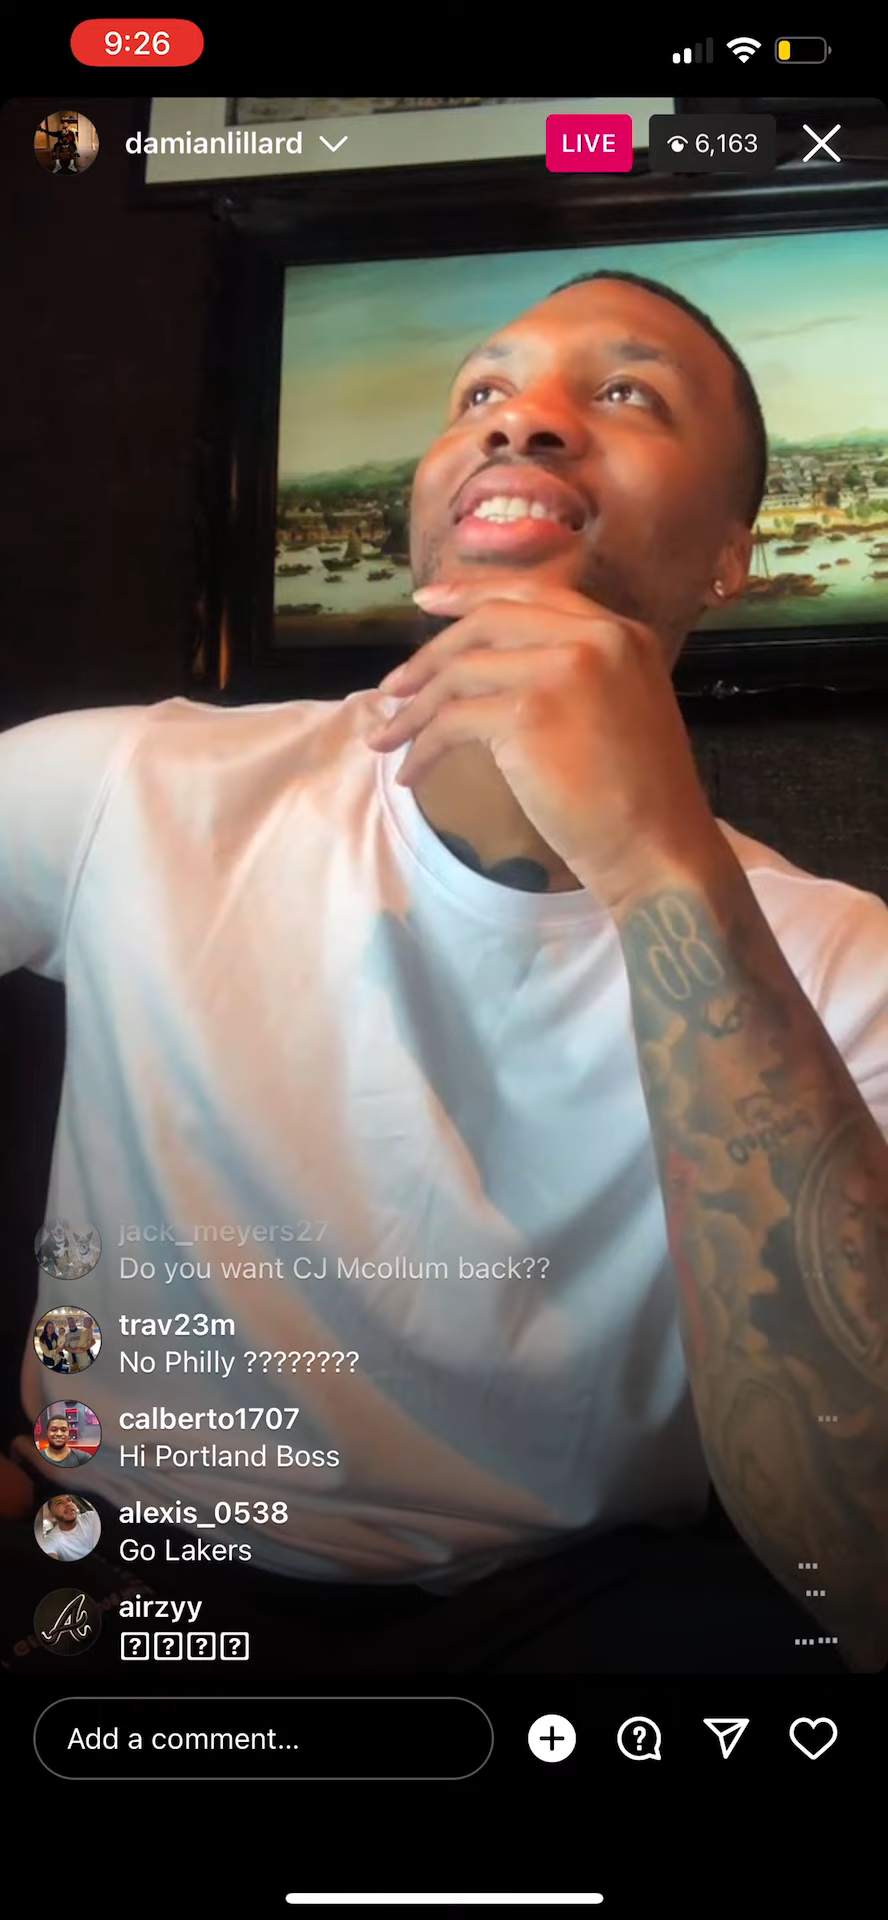 9:26
damianlillard
LIVE
6,163
jack_meyers27
Do you want CJ Mcollum back??
trav23m
No Philly ????????
calberto1707
Hi Portland Boss
alexis_0538
Go Lakers
airzyy
Add a comment...